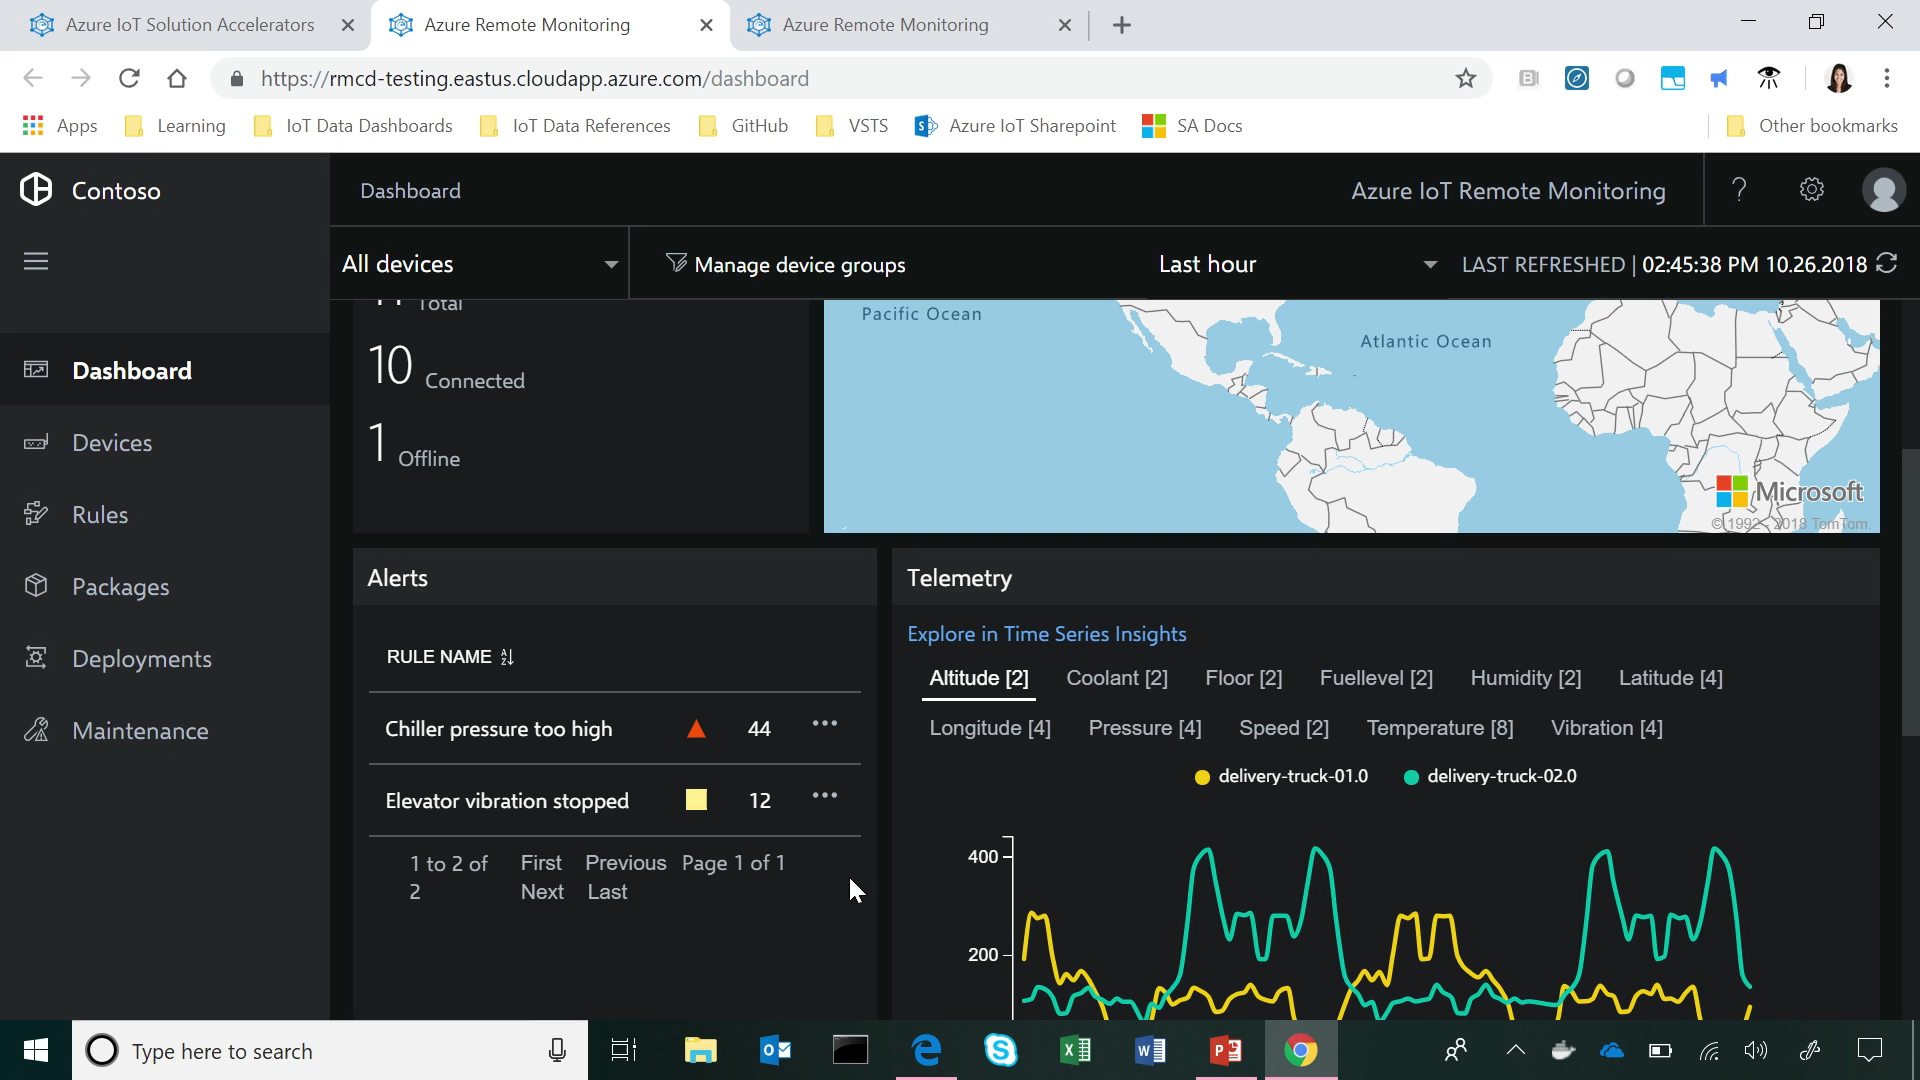 Azure IoT Solution Accelerators
Azure Remote Monitoring
Azure Remote Monitoring
https://rmcd-testing.eastus.cloudapp.azure.com/dashboard
Apps
Learning
IoT Data Dashboards
IoT Data References
GitHub
VSTS
Azure IoT Sharepoint
SA Docs
Other bookmarks
Contoso
Dashboard
Azure IoT Remote Monitoring
?
All devices
Manage device groups
Last hour
LAST REFRESHED | 02:45:38 PM 10.26.2018
Dashboard
Devices
Rules
Packages
Deployments
Maintenance
Total
10 Connected
1 Offline
Pacific Ocean
Atlantic Ocean
Microsoft
© 1992 - 2018 TomTom.
Alerts
RULE NAME
Chiller pressure too high 44
Elevator vibration stopped 12
1 to 2 of 2
First Previous Page 1 of 1
Next Last
Telemetry
Explore in Time Series Insights
Altitude [2] Coolant [2] Floor [2] Fuellevel [2] Humidity [2] Latitude [4]
Longitude [4] Pressure [4] Speed [2] Temperature [8] Vibration [4]
delivery-truck-01.0 delivery-truck-02.0
400
200
Type here to search